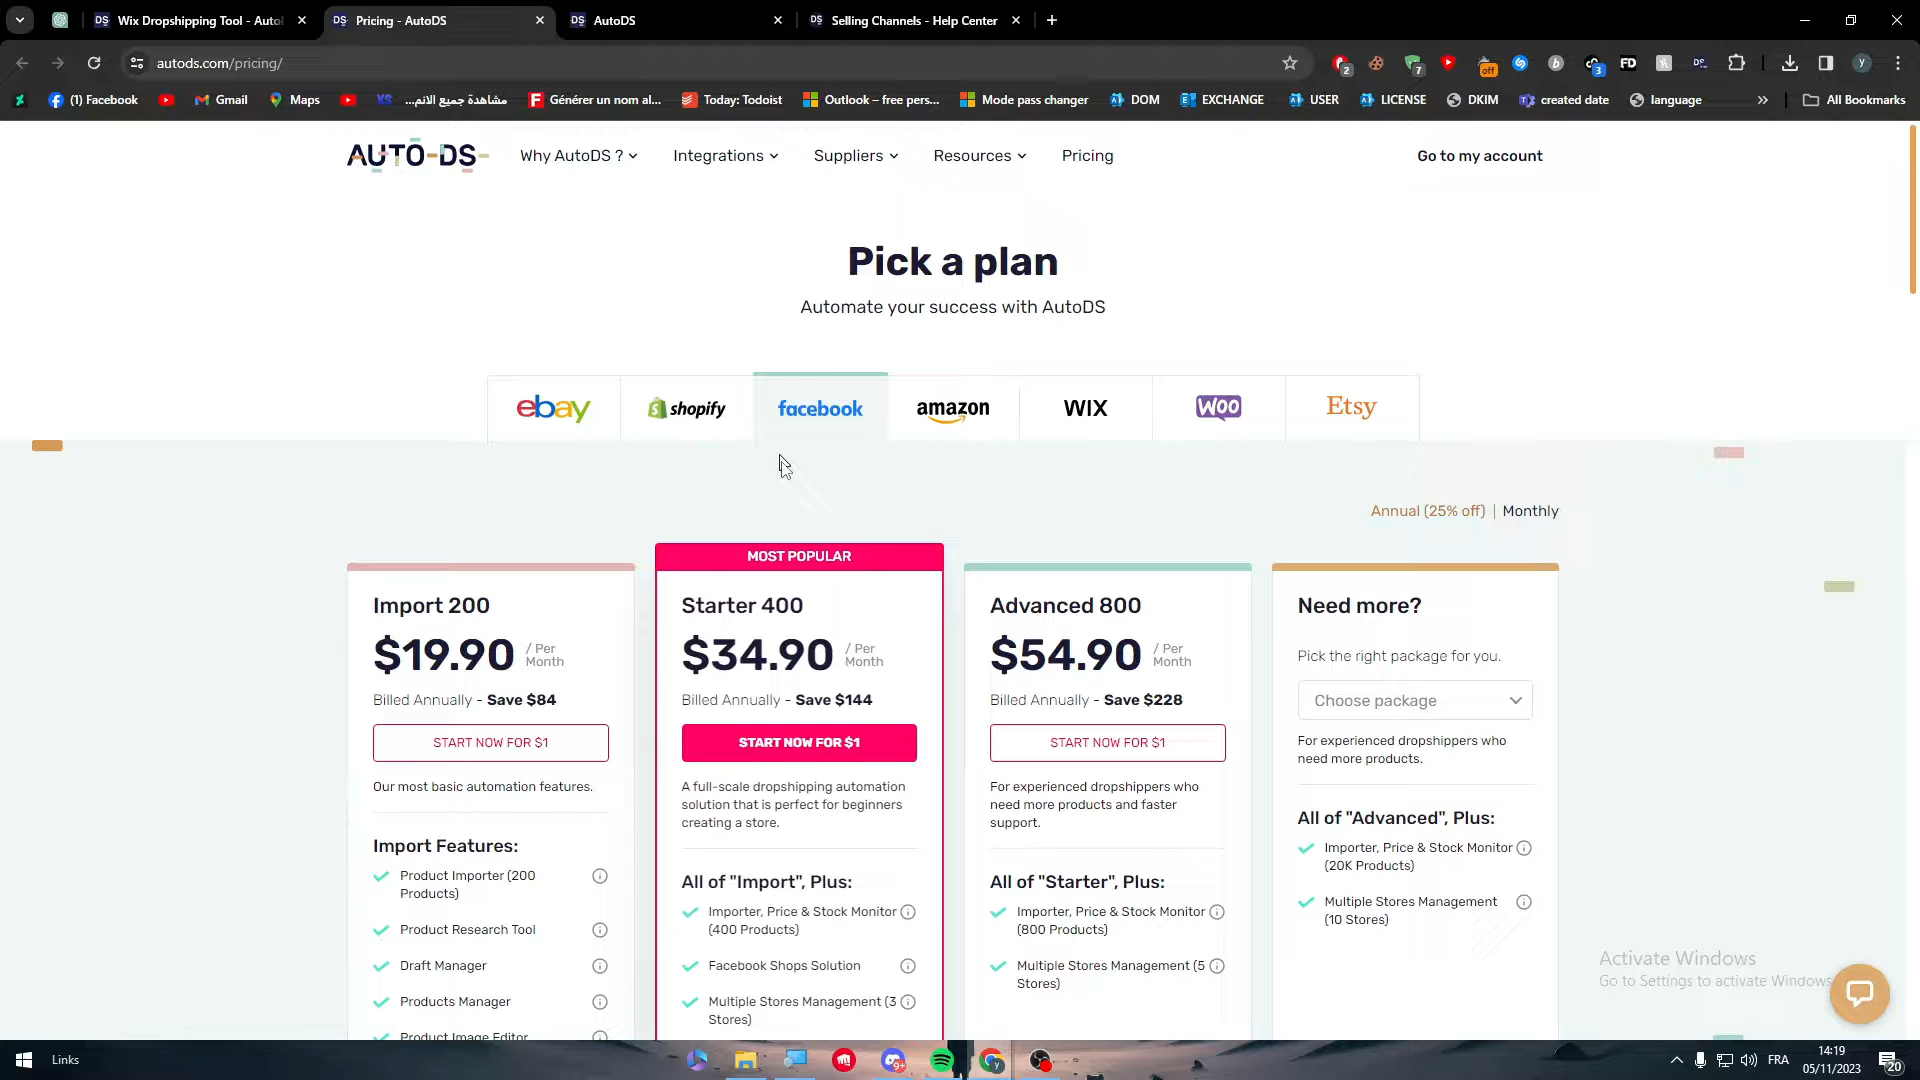 Wix Dropshipping Tool - Auto
Pricing - AutoDS
AutoDS
Selling Channels - Help Center
autods.com/pricing/
2
7
off
3
FD
y
(1) Facebook
Gmail
Maps
مشاهدة جميع الانم...
Générer un nom al...
Today: Todoist
Outlook – free pers...
Mode pass changer
DOM
EXCHANGE
USER
LICENSE
DKIM
created date
language
All Bookmarks
AUTO-DS
Why AutoDS ?
Integrations
Suppliers
Resources
Pricing
Go to my account
Pick a plan
Automate your success with AutoDS
ebay
shopify
facebook
amazon
WIX
WOO
Etsy
Annual (25% off) | Monthly
MOST POPULAR
Import 200
$19.90 / Per Month
Billed Annually - Save $84
START NOW FOR $1
Our most basic automation features.
Import Features:
Product Importer (200
Products)
Product Research Tool
Draft Manager
Products Manager
Product Image Editor
Starter 400
$34.90 / Per Month
Billed Annually - Save $144
START NOW FOR $1
A full-scale dropshipping automation
solution that is perfect for beginners
creating a store.
All of "Import", Plus:
Importer, Price & Stock Monitor
(400 Products)
Facebook Shops Solution
Multiple Stores Management (3
Stores)
Advanced 800
$54.90 / Per Month
Billed Annually - Save $228
START NOW FOR $1
For experienced dropshippers who
need more products and faster
support.
All of "Starter", Plus:
Importer, Price & Stock Monitor
(800 Products)
Multiple Stores Management (5
Stores)
Need more?
Pick the right package for you.
Choose package
For experienced dropshippers who
need more products.
All of "Advanced", Plus:
Importer, Price & Stock Monitor
(20K Products)
Multiple Stores Management
(10 Stores)
Activate Windows
Go to Settings to activate Windows
Links
9+
FRA
14:19
05/11/2023
20